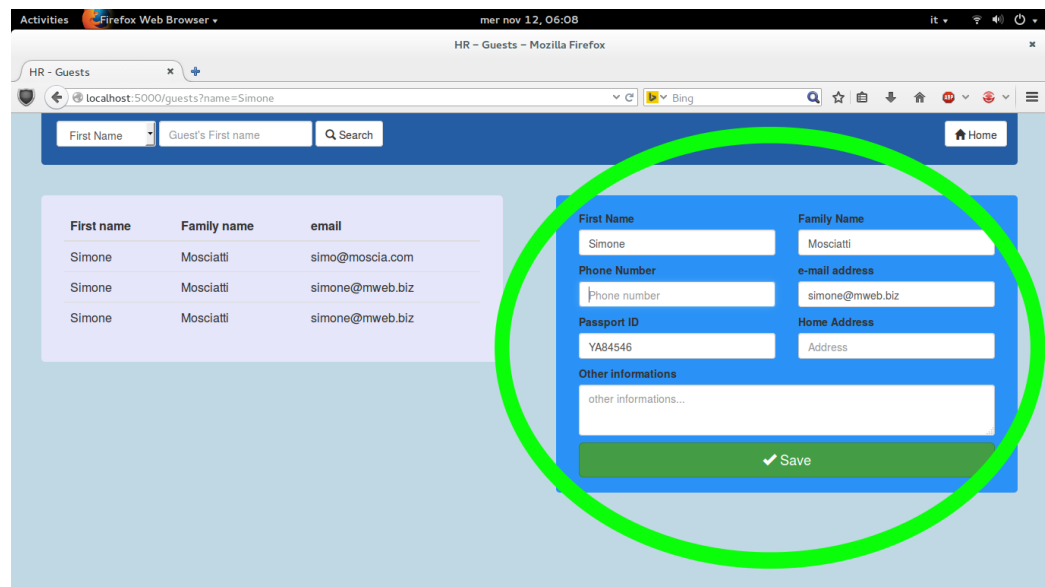 Activities Firefox Web Browser mer nov 12, 06:08 it
HR - Guests - Mozilla Firefox
HR - Guests
localhost:5000/guests?name=Simone Bing ABP
First Name Guest's First name Search Home
First name Family name email
Simone Mosciatti simo@moscia.com
Simone Mosciatti simone@mweb.biz
Simone Mosciatti simone@mweb.biz
First Name Family Name
Simone Mosciatti
Phone Number e-mail address
Phone number simone@mweb.biz
Passport ID Home Address
YA84546 Address
Other informations
other informations...
Save